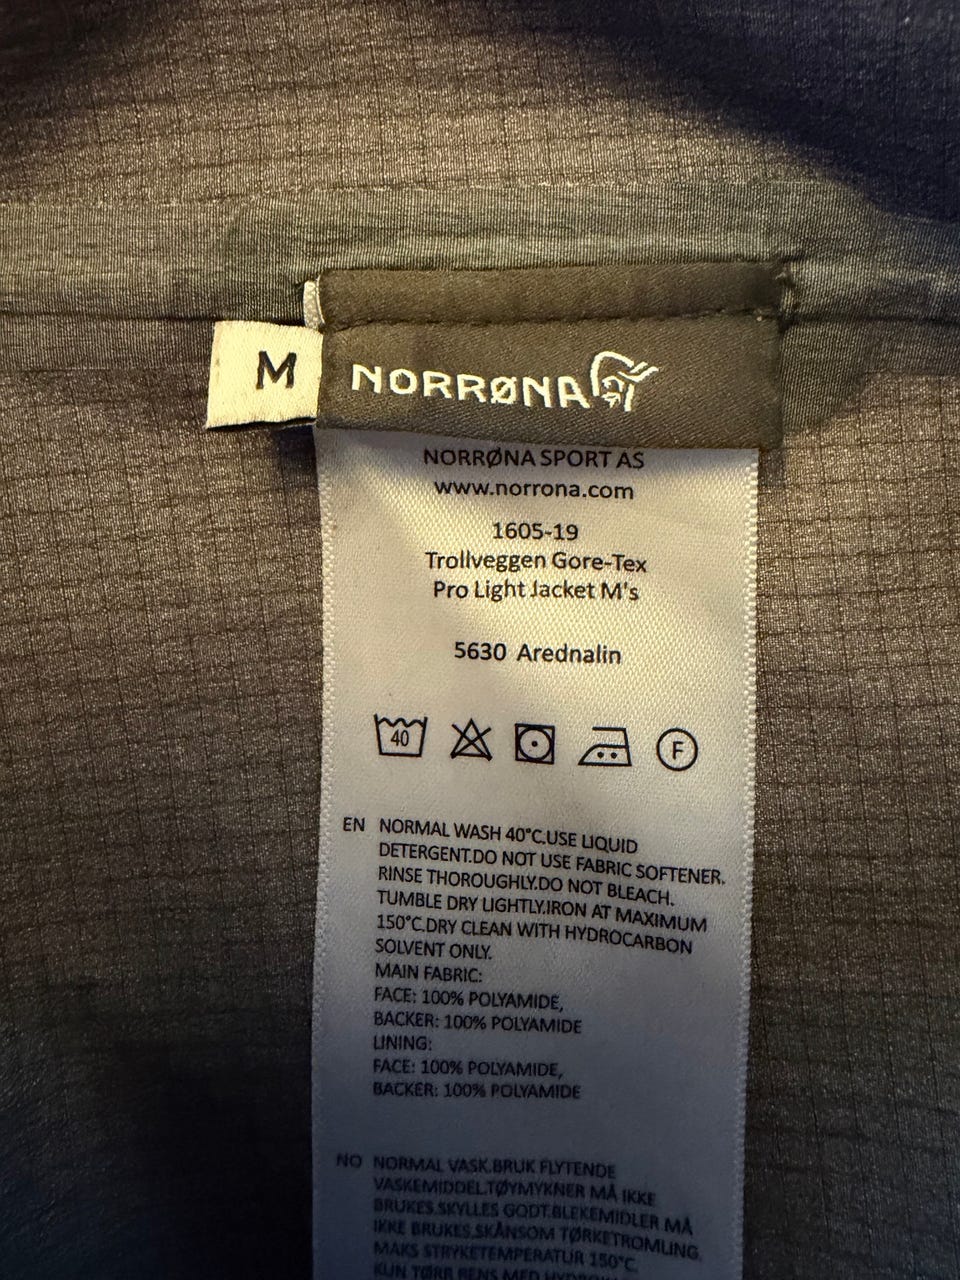 M
NORRØNA
NORRØNA SPORT AS
www.norrona.com
1605-19
Trollveggen Gore-Tex
Pro Light Jacket M's
5630 Arednalin
40
F
EN NORMAL WASH 40°C.USE LIQUID
DETERGENT.DO NOT USE FABRIC SOFTENER.
RINSE THOROUGHLY.DO NOT BLEACH.
TUMBLE DRY LIGHTLY.IRON AT MAXIMUM
150°C.DRY CLEAN WITH HYDROCARBON
SOLVENT ONLY.
MAIN FABRIC:
FACE: 100% POLYAMIDE,
BACKER: 100% POLYAMIDE
LINING:
FACE: 100% POLYAMIDE,
BACKER: 100% POLYAMIDE
NO NORMAL VASK.BRUK FLYTENDE
VASKEMIDDEL.TØYMYKNER MÅ IKKE
BRUKES.SKYLLES GODT.BLEKEMIDLER MÅ
IKKE BRUKES.SKÅNSOM TØRKETROMLING.
MAKS STRYKETEMPERATUR 150°C.
KUN TØRR RENS MED